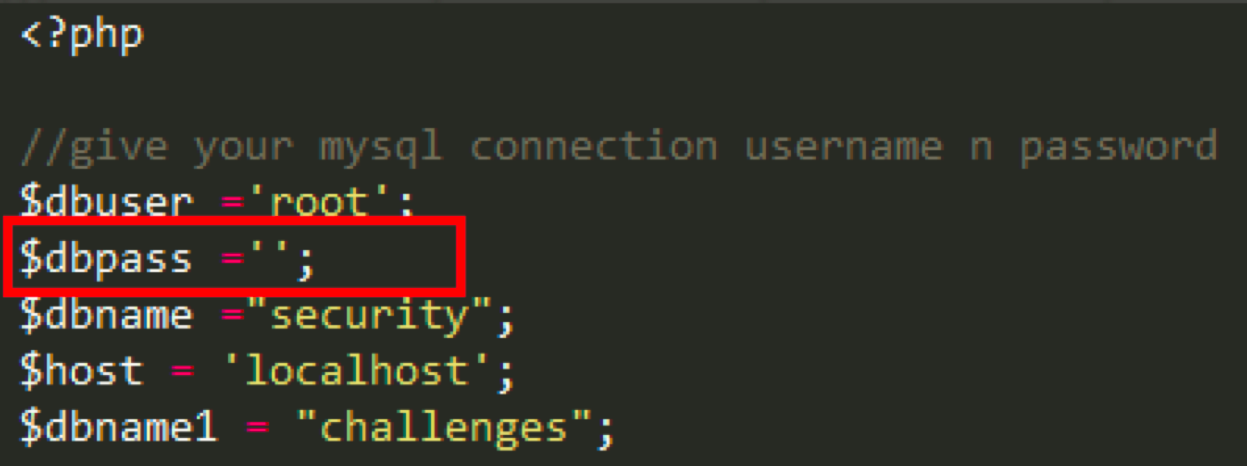 <?php
//give your mysql connection username n password
$dbuser ='root';
$dbpass ='';
$dbname ="security";
$host = 'localhost';
$dbname1 = "challenges";